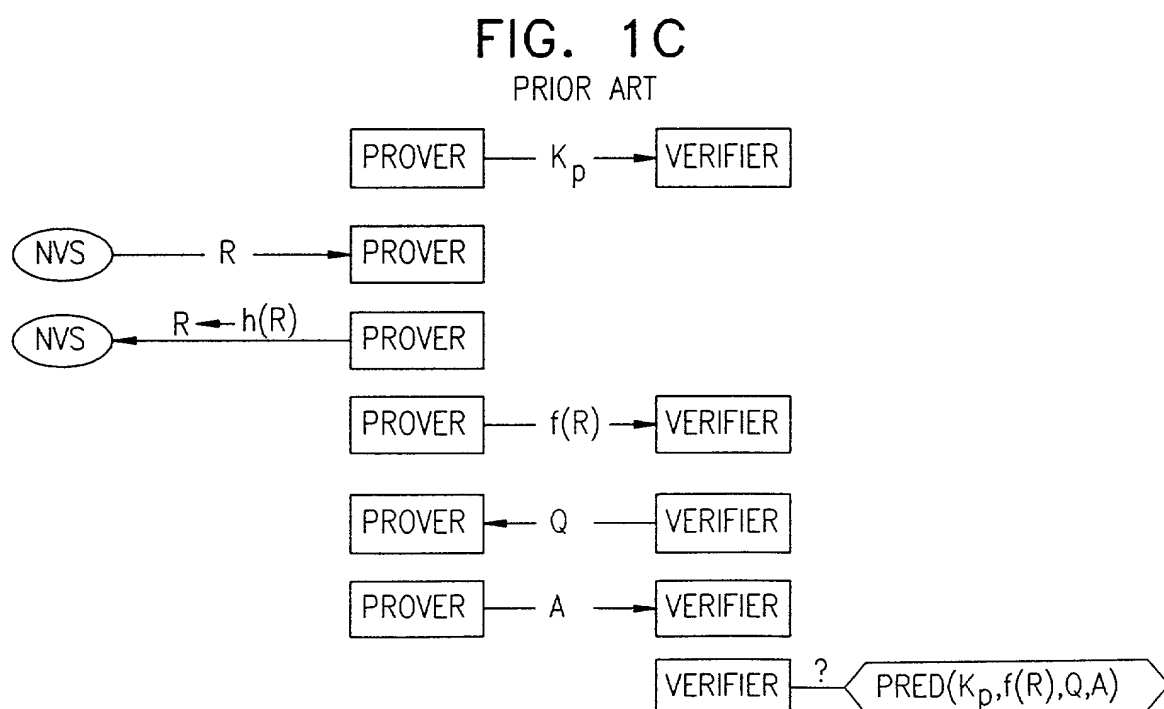 FIG. 1C
PRIOR ART
PROVER K_p VERIFIER
NVS R PROVER
NVS R ← h(R) PROVER
PROVER f(R) VERIFIER
PROVER Q VERIFIER
PROVER A VERIFIER
VERIFIER ? PRED(K_p,f(R),Q,A)